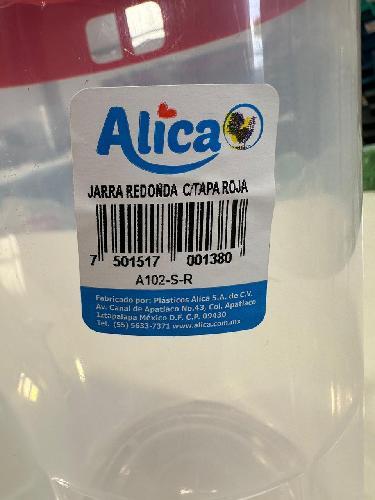 Alica
JARRA REDONDA C/TAPA ROJA
7 501517 001380
A102-S-R
Fabricado por: Plásticos Alica S.A. de C.V.
Av. Canal de Apatlaco No.43, Col. Apatlaco
Iztapalapa México D.F. C.P. 09430
Tel. (55) 5633-7371 www.alica.com.mx